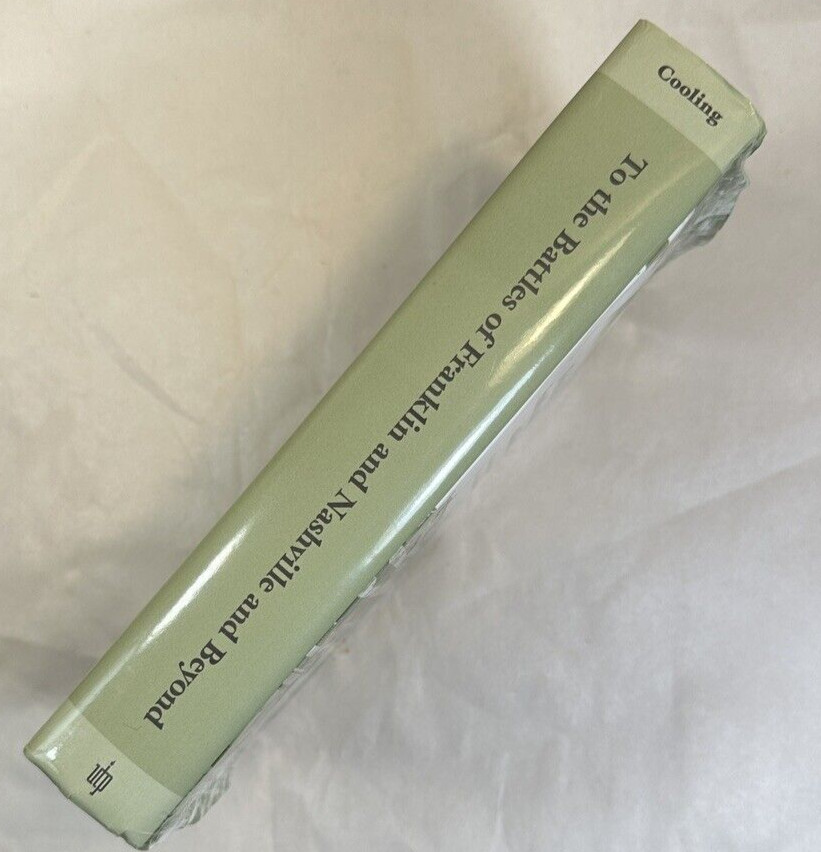 Cooling
To the Battles of Franklin and Nashville and Beyond